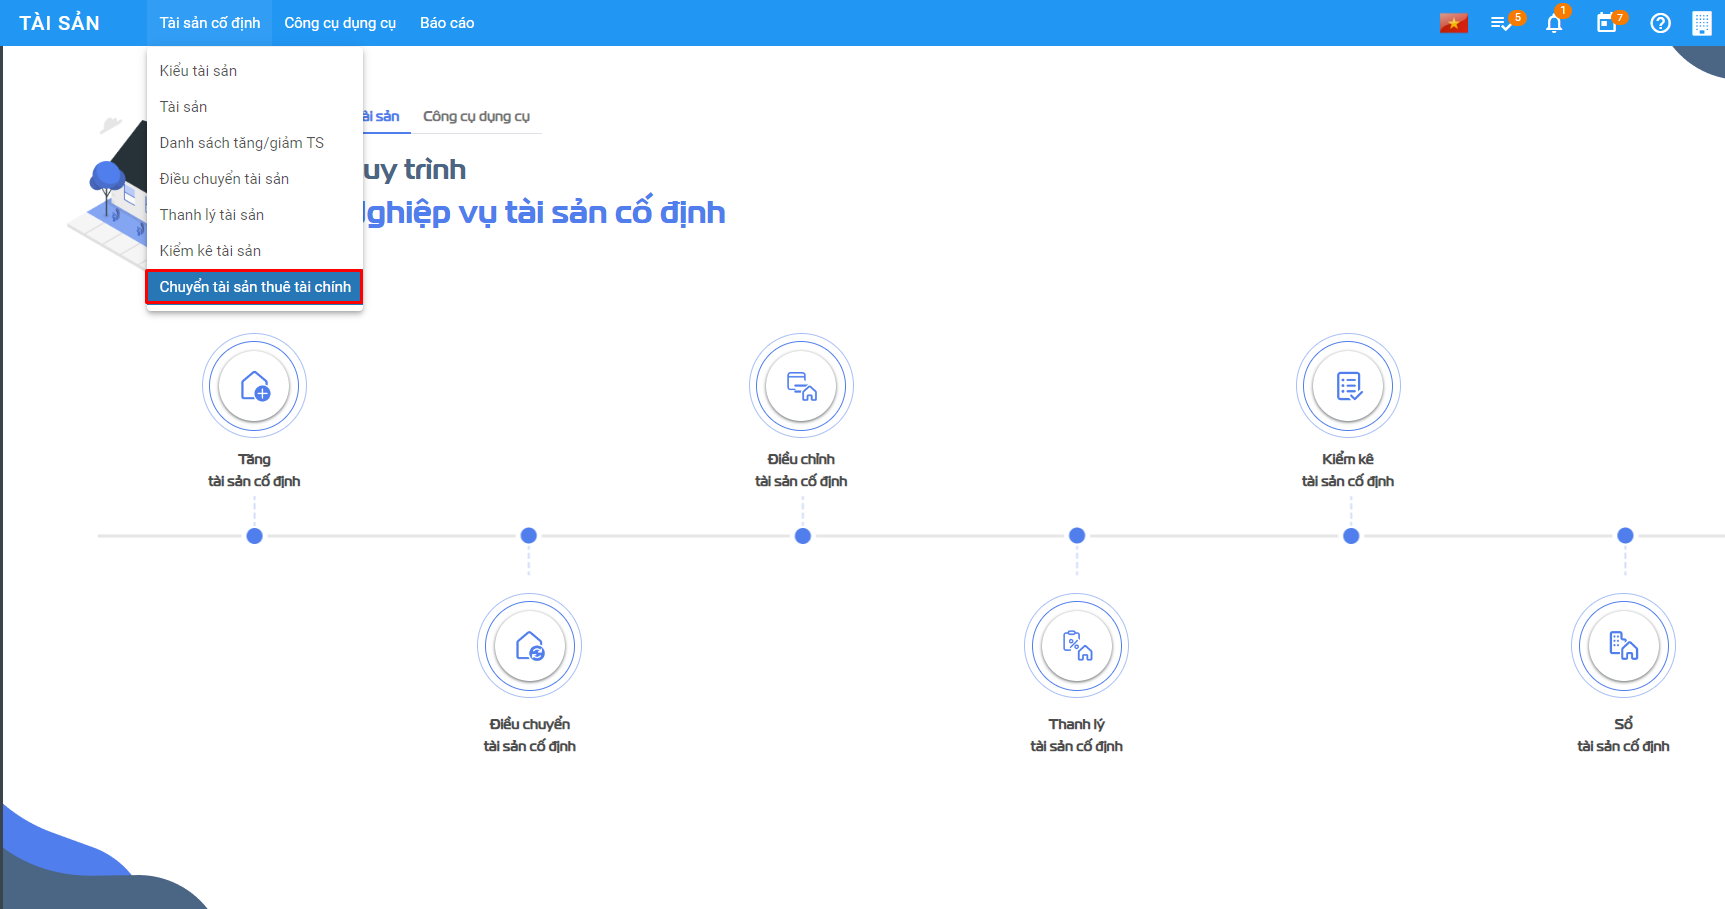 TÀI SẢN
Tài sản cố định
Công cụ dụng cụ
Báo cáo
5
1
7
Kiểu tài sản
Tài sản
Danh sách tăng/giảm TS
Điều chuyển tài sản
Thanh lý tài sản
Kiểm kê tài sản
Chuyển tài sản thuê tài chính
ài sản
Công cụ dụng cụ
uy trình
ghiệp vụ tài sản cố định
Tăng
tài sản cố định
Điều chỉnh
tài sản cố định
Kiểm kê
tài sản cố định
Điều chuyển
tài sản cố định
Thanh lý
tài sản cố định
Sổ
tài sản cố định